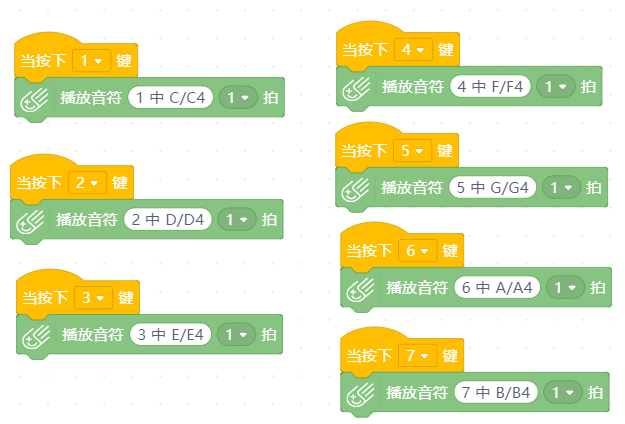 当按下 1 键
播放音符 1 中 C/C4 1 拍
当按下 2 键
播放音符 2 中 D/D4 1 拍
当按下 3 键
播放音符 3 中 E/E4 1 拍
当按下 4 键
播放音符 4 中 F/F4 1 拍
当按下 5 键
播放音符 5 中 G/G4 1 拍
当按下 6 键
播放音符 6 中 A/A4 1 拍
当按下 7 键
播放音符 7 中 B/B4 1 拍